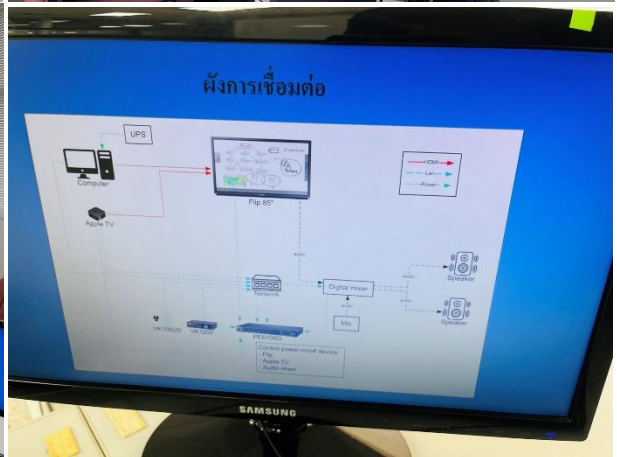 ผังการเชื่อมต่อ
UPS
Computer
Flip 85"
HDMI
Lan
Power
Apple TV
Network
Digital mixer
Speaker
Speaker
Mic
VK1200
PE6108G
Control power on/off device
- Flip
- Apple TV
- Audio mixer
SAMSUNG